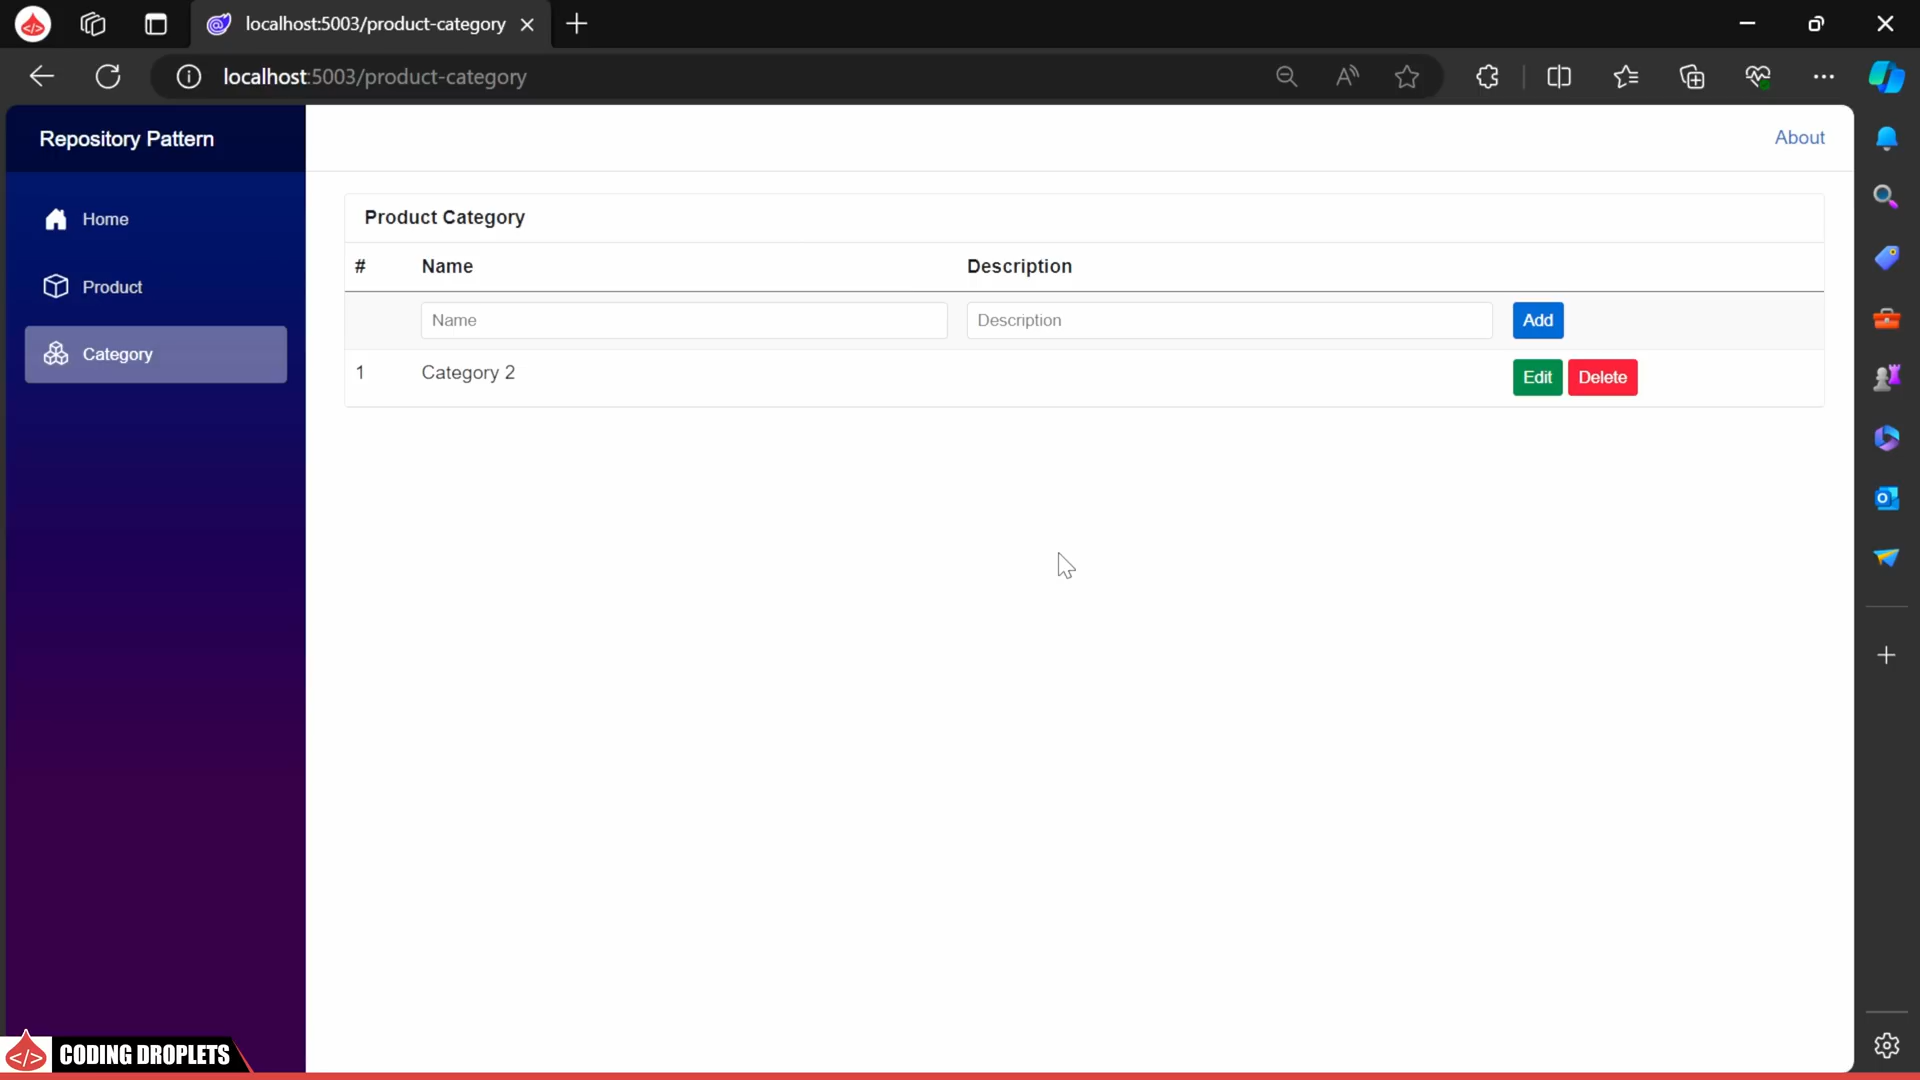 localhost:5003/product-category
localhost:5003/product-category
Repository Pattern
About
Home
Product
Category
Product Category
# Name Description
Name Description Add
1 Category 2 Edit Delete
CODING DROPLETS